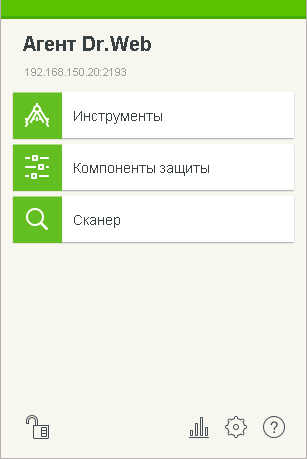 Агент Dr.Web
192.168.150.20:2193
Инструменты
Компоненты защиты
Сканер